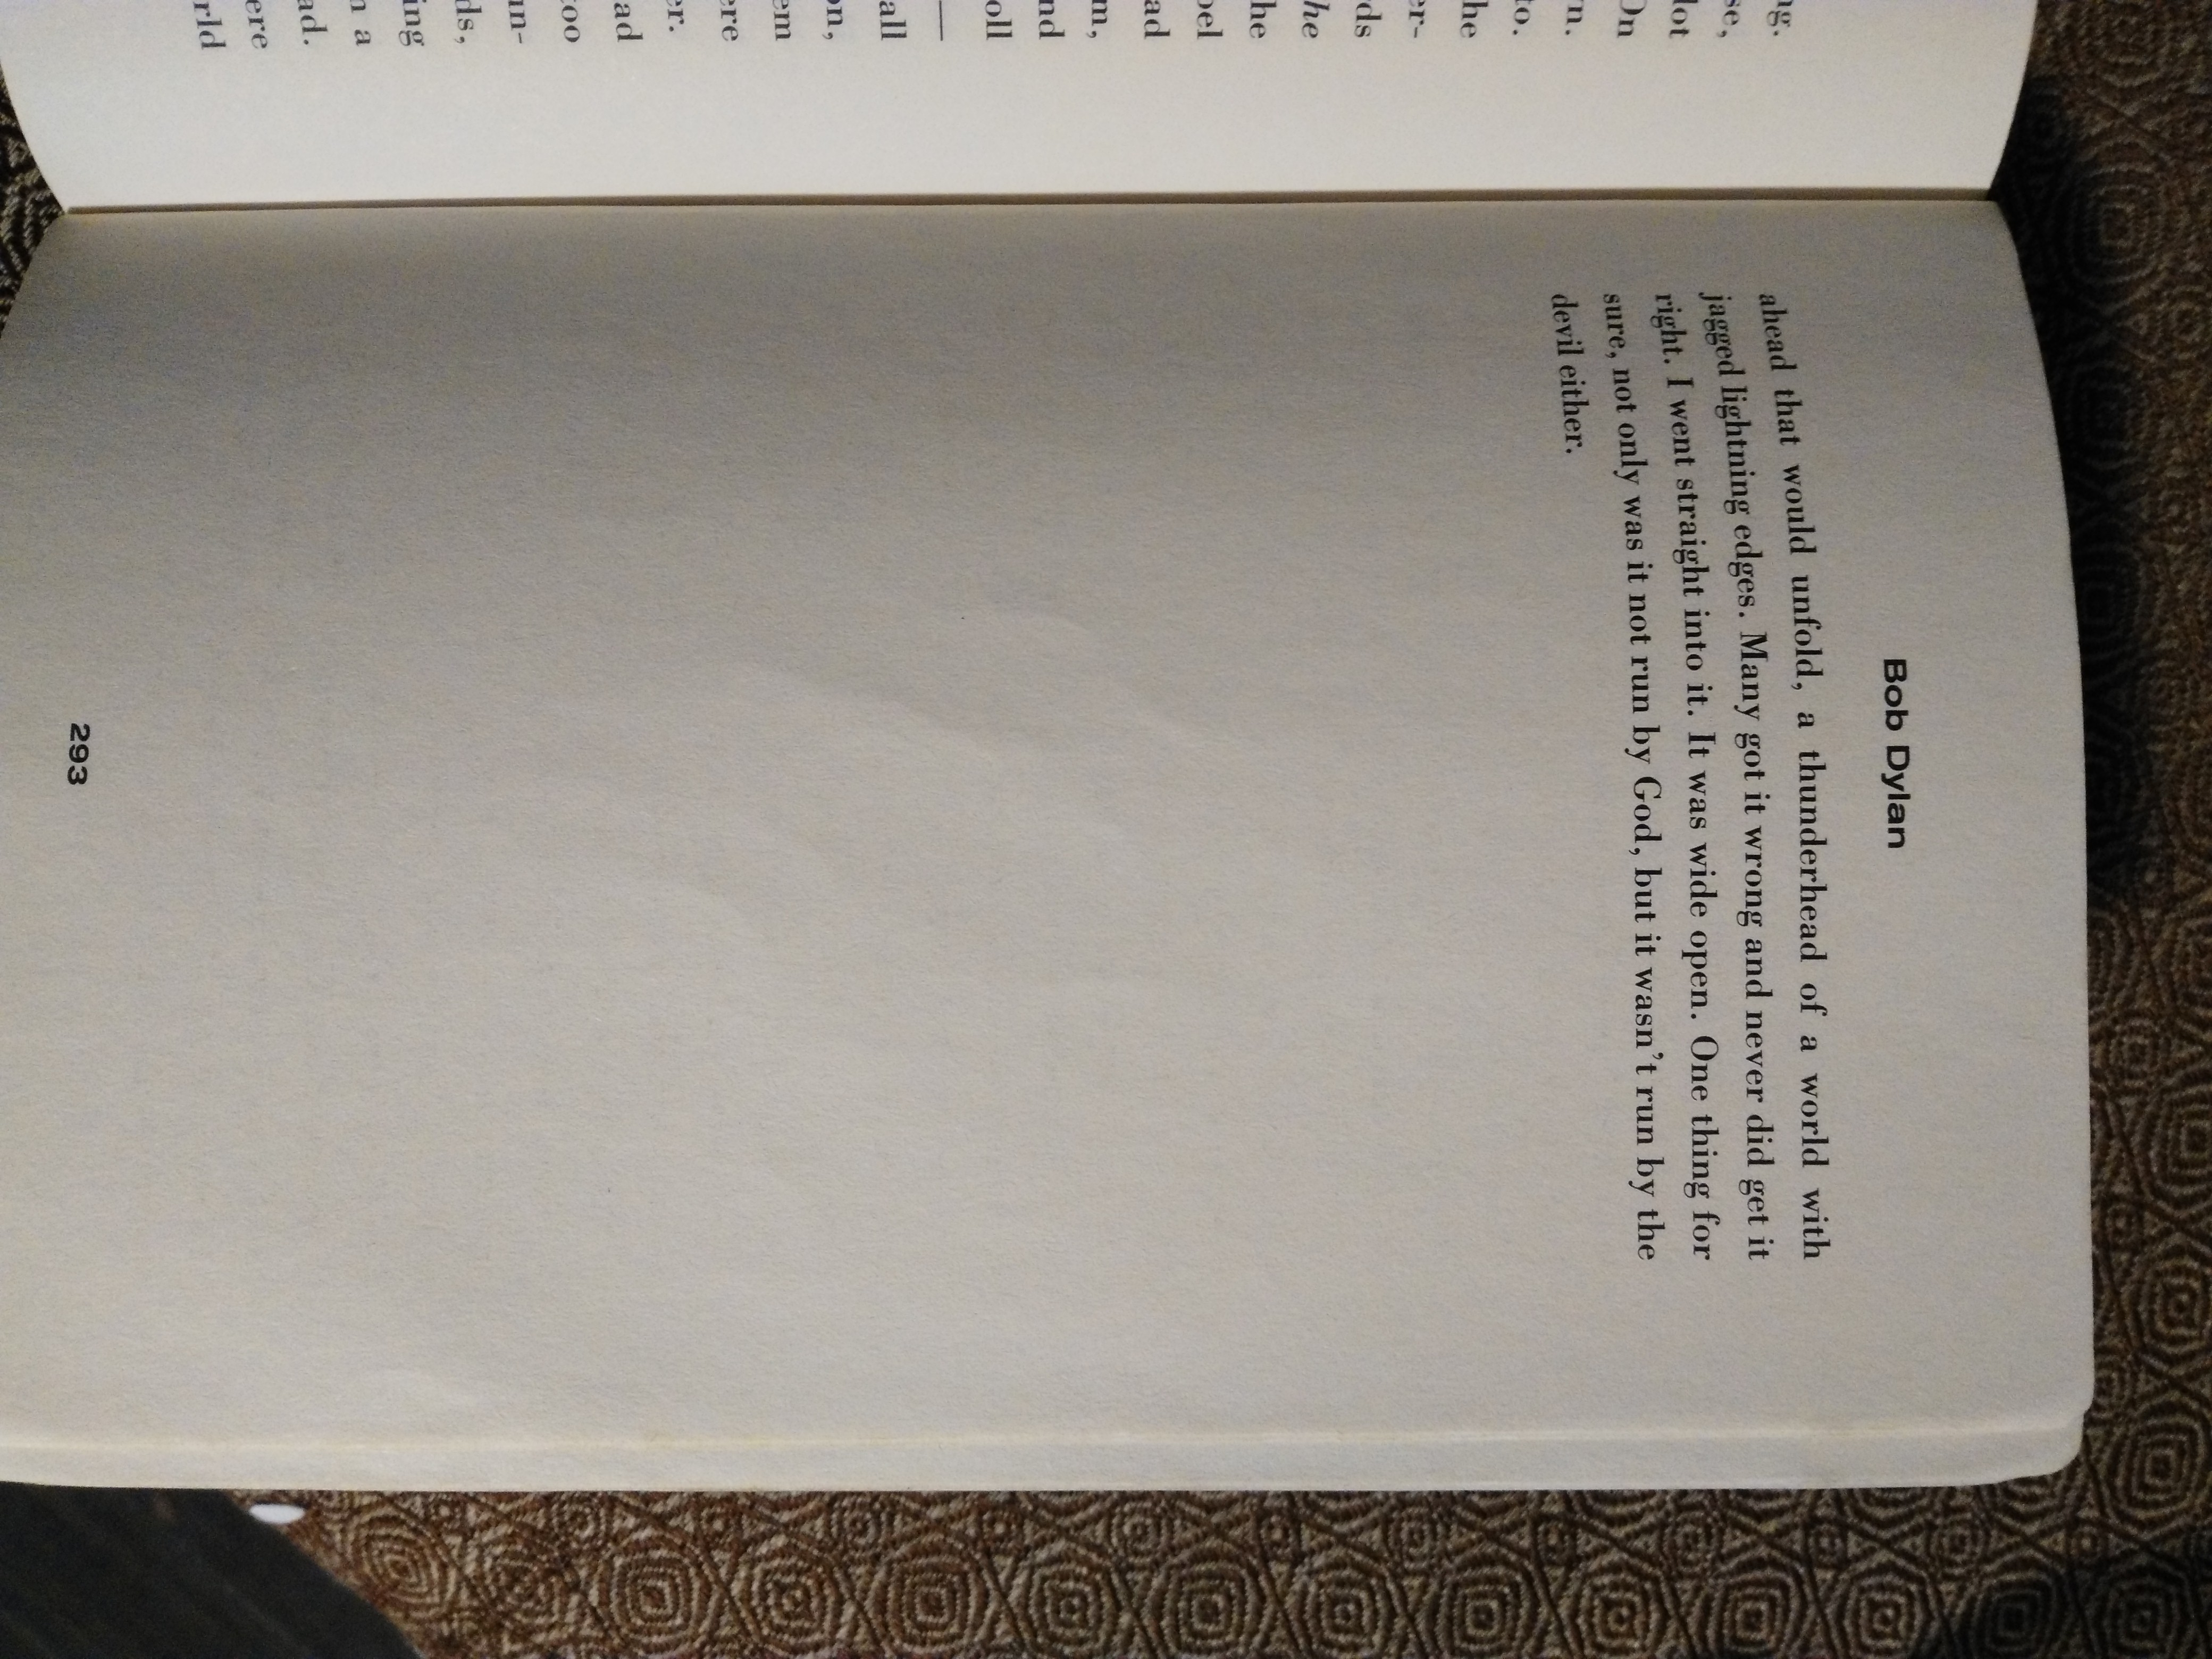 ng.
se,
lot
On
n.
to.
he
er-
ds
he
he
bel
ad
m,
nd
oll
—
all
on,
em
ere
er.
ad
too
un-
ds,
ing
n a
ad.
ere
rld
Bob Dylan
ahead that would unfold, a thunderhead of a world with
jagged lightning edges. Many got it wrong and never did get it
right. I went straight into it. It was wide open. One thing for
sure, not only was it not run by God, but it wasn't run by the
devil either.
293